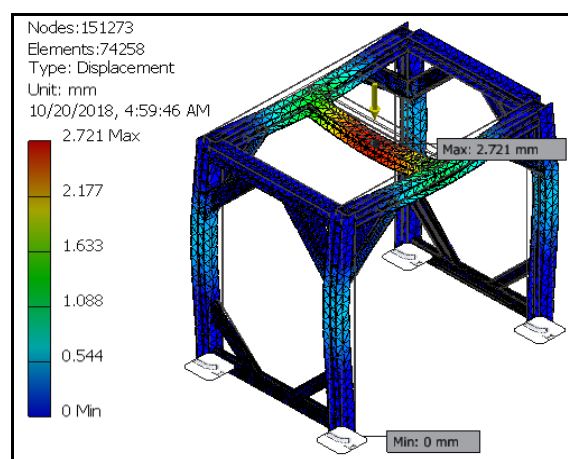 Nodes:151273
Elements:74258
Type: Displacement
Unit: mm
10/20/2018, 4:59:46 AM
2.721 Max
2.177
1.633
1.088
0.544
0 Min
Max: 2.721 mm
Min: 0 mm